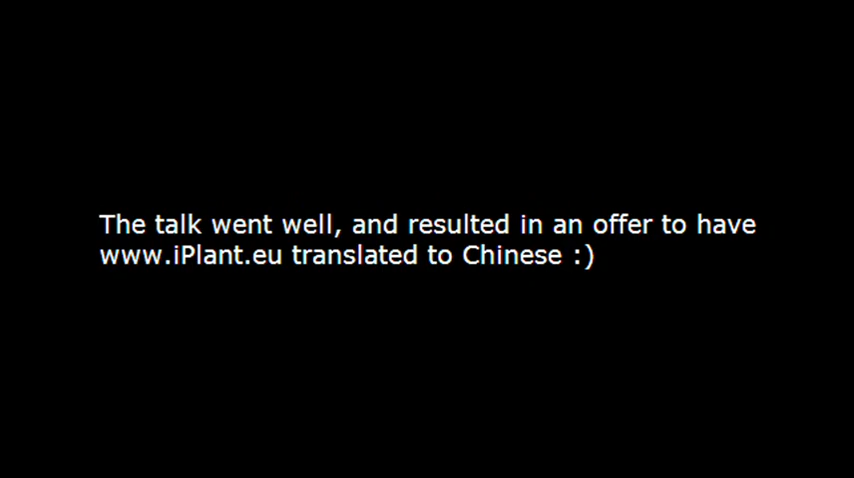 The talk went well, and resulted in an offer to have
www.iPlant.eu translated to Chinese :)